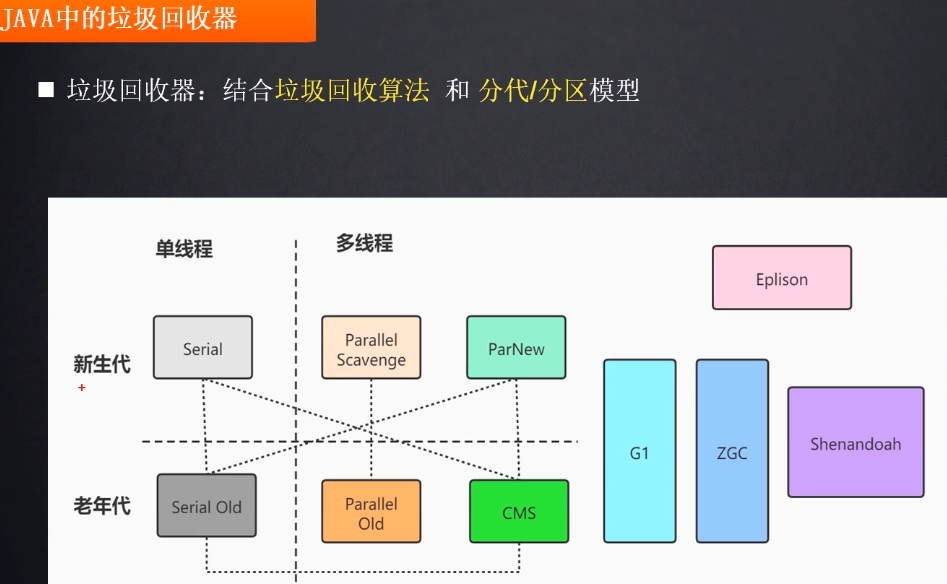 JAVA中的垃圾回收器
垃圾回收器：结合垃圾回收算法 和 分代/分区模型
单线程
多线程
Eplison
新生代
Serial
Parallel
Scavenge
ParNew
G1
ZGC
Shenandoah
老年代
Serial Old
Parallel
Old
CMS